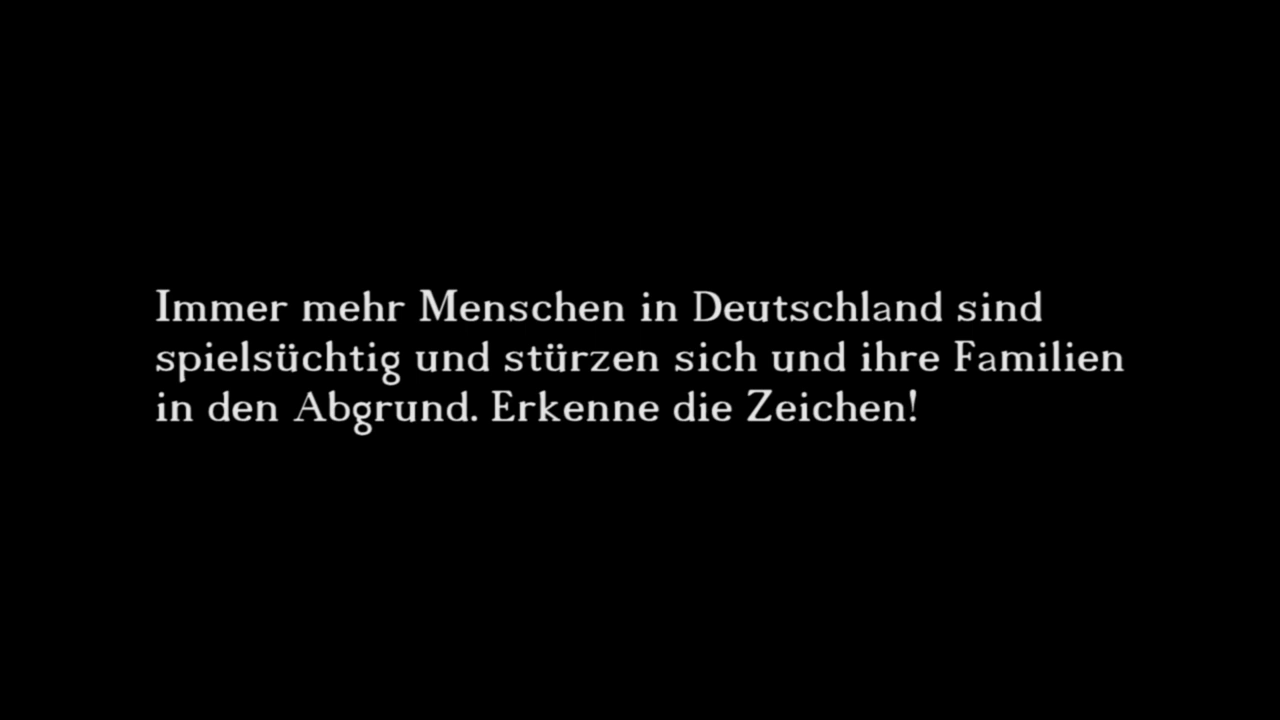 Immer mehr Menschen in Deutschland sind
spielsüchtig und stürzen sich und ihre Familien
in den Abgrund. Erkenne die Zeichen!